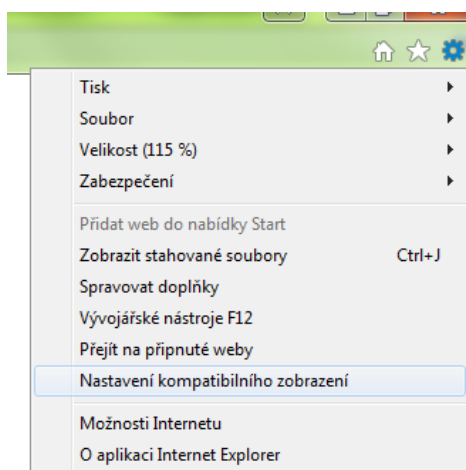 Tisk
Soubor
Velikost (115 %)
Zabezpečení
Přidat web do nabídky Start
Zobrazit stahované soubory Ctrl+J
Spravovat doplňky
Vývojářské nástroje F12
Přejít na připnuté weby
Nastavení kompatibilního zobrazení
Možnosti Internetu
O aplikaci Internet Explorer